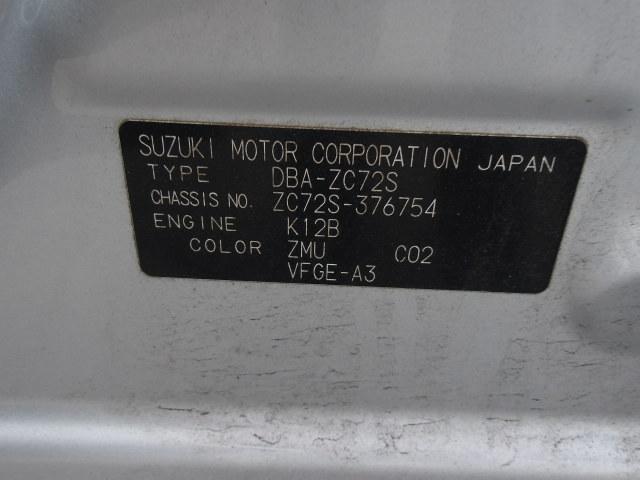 SUZUKI MOTOR CORPORATION JAPAN
TYPE DBA-ZC72S
CHASSIS NO. ZC72S-376754
ENGINE K12B
COLOR ZMU C02
VFGE-A3